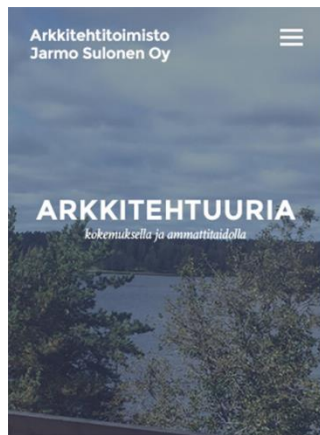 Arkkitehtitoimisto
Jarmo Sulonen Oy
ARKKITEHTUURIA
kokemuksella ja ammattitaidolla